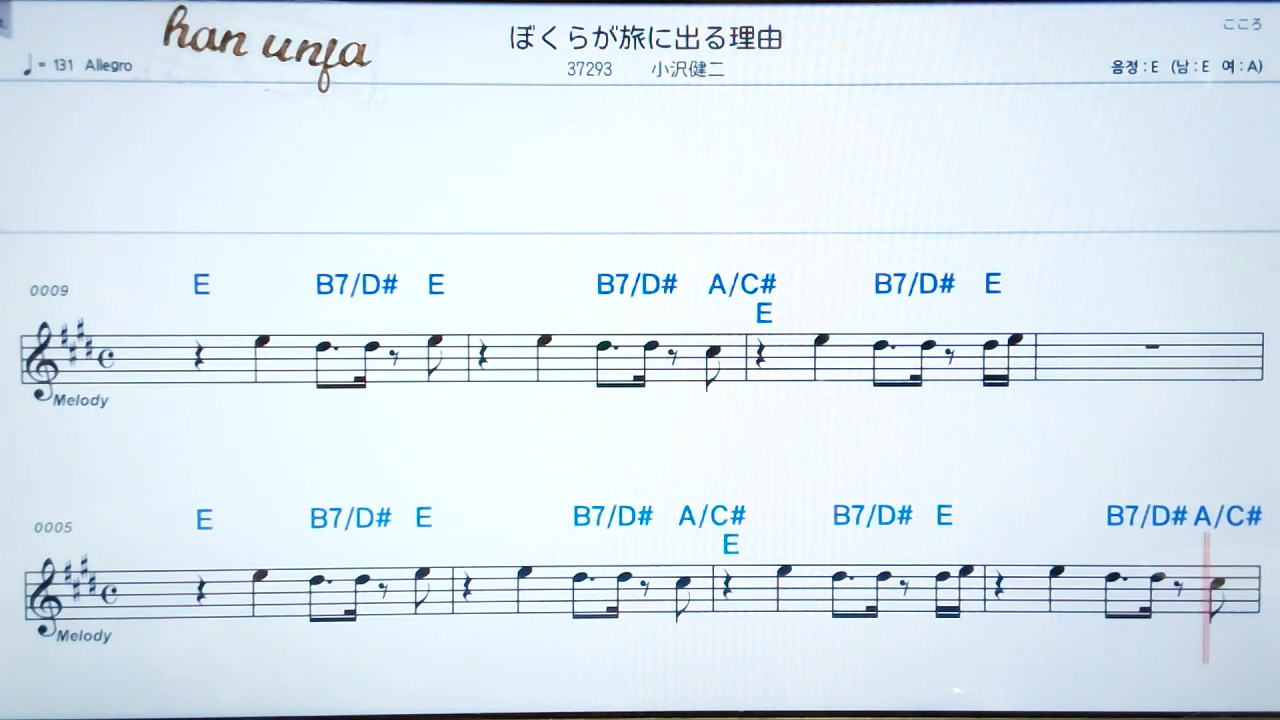 han unfa
ぼくらが旅に出る理由
こころ
♩= 131 Allegro
37293 小沢健二
음정 : E (남 : E 여 : A)
0009 E B7/D# E B7/D# A/C# B7/D# E
E
Melody
0005 E B7/D# E B7/D# A/C# B7/D# E B7/D# A/C#
E
Melody